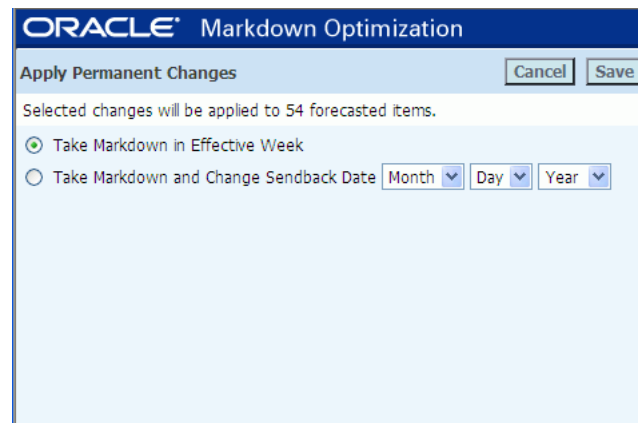 ORACLE® Markdown Optimization
Apply Permanent Changes Cancel Save
Selected changes will be applied to 54 forecasted items.
Take Markdown in Effective Week
Take Markdown and Change Sendback Date Month Day Year